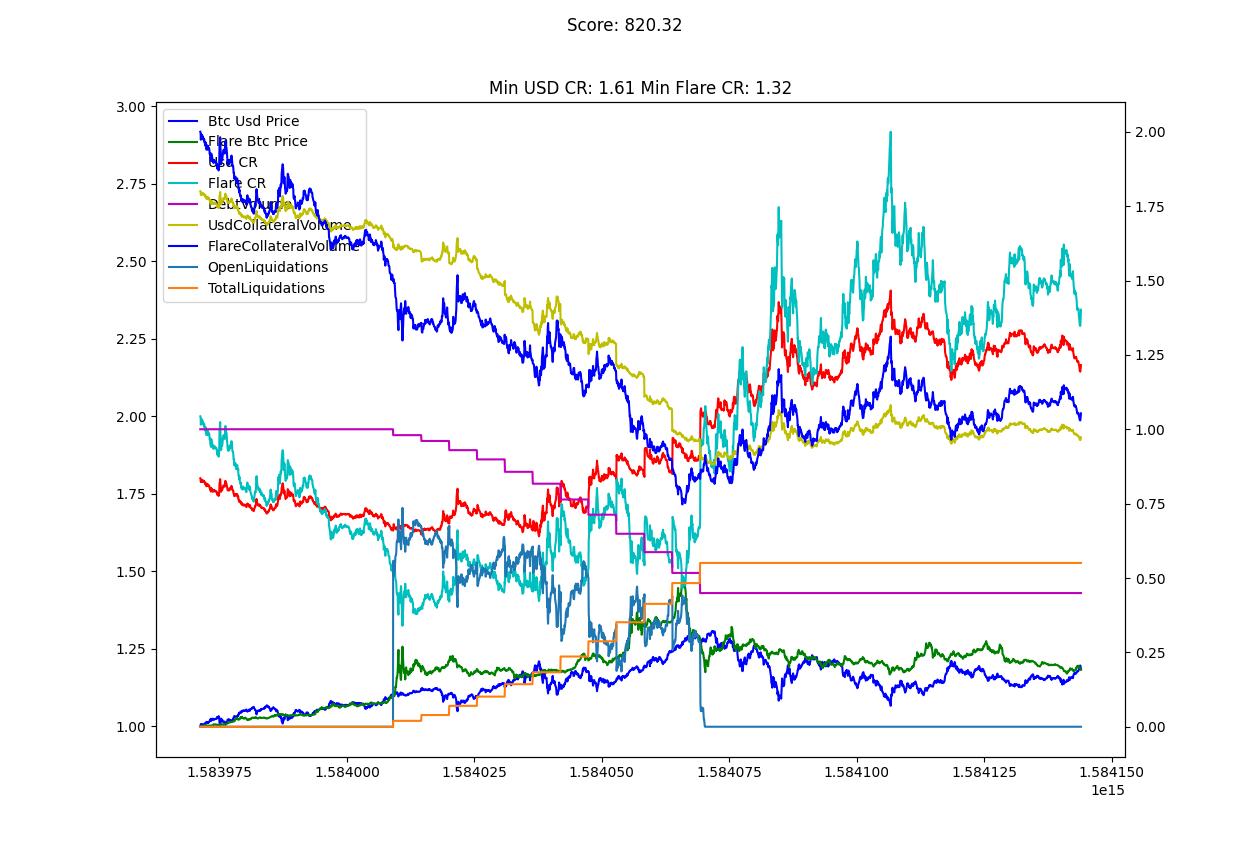 Score: 820.32
Min USD CR: 1.61 Min Flare CR: 1.32
Btc Usd Price
Flare Btc Price
Usd CR
Flare CR
DebtVolume
UsdCollateralVolume
FlareCollateralVolume
OpenLiquidations
TotalLiquidations
3.00
2.75
2.50
2.25
2.00
1.75
1.50
1.25
1.00
2.00
1.75
1.50
1.25
1.00
0.75
0.50
0.25
0.00
1.583975 1.584000 1.584025 1.584050 1.584075 1.584100 1.584125 1.584150
1e15